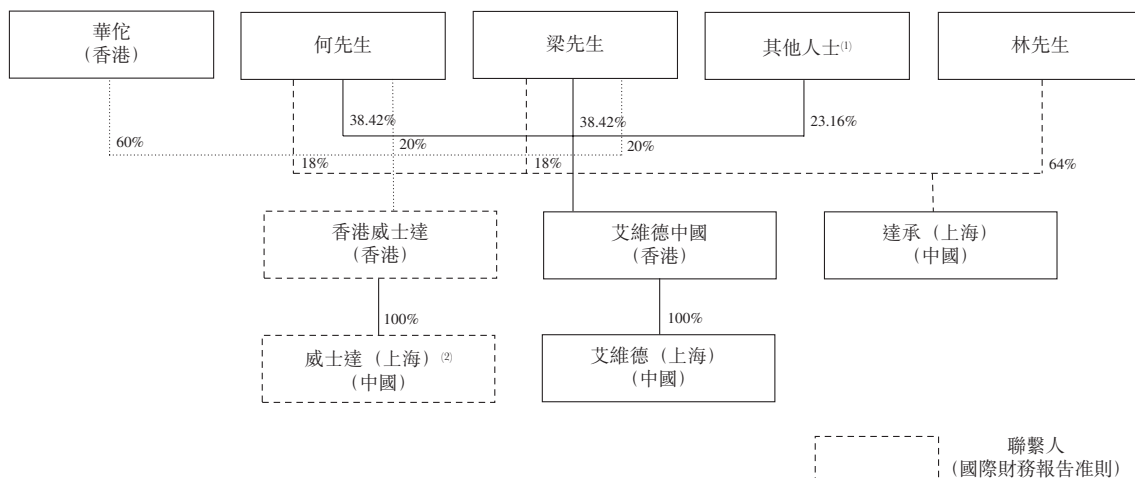 華佗
(香港)
何先生
梁先生
其他人士(1)
林先生
38.42%
38.42%
23.16%
60%
20%
20%
18%
18%
64%
香港威士達
(香港)
艾維德中國
(香港)
達承(上海)
(中國)
100%
100%
威士達(上海)(2)
(中國)
艾維德(上海)
(中國)
聯繫人
(國際財務報告准則)